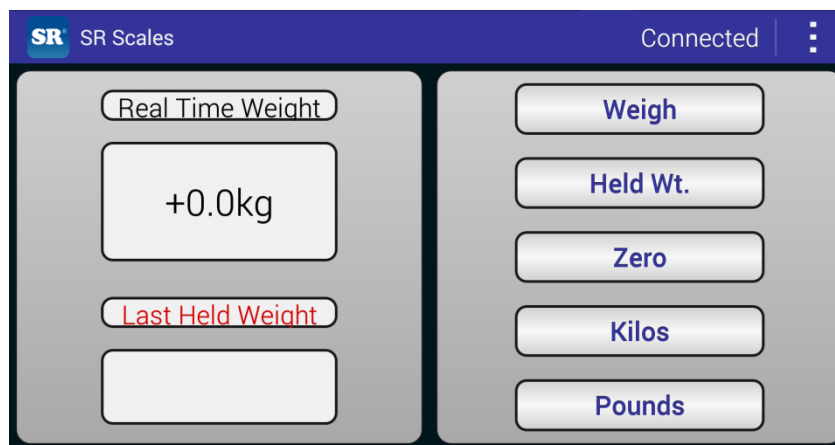 SR SR Scales Connected
Real Time Weight
+0.0kg
Last Held Weight
Weigh
Held Wt.
Zero
Kilos
Pounds